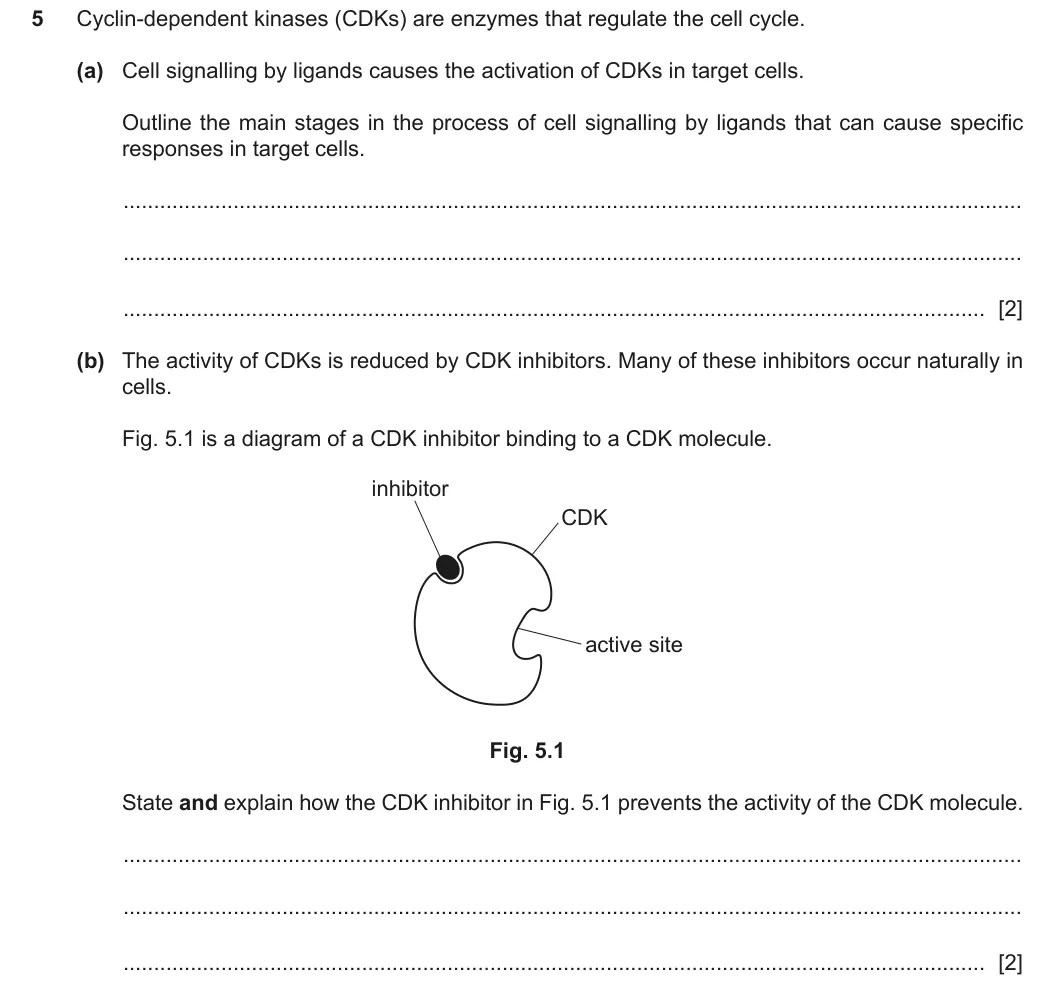 5 Cyclin-dependent kinases (CDKs) are enzymes that regulate the cell cycle.
(a) Cell signalling by ligands causes the activation of CDKs in target cells.
Outline the main stages in the process of cell signalling by ligands that can cause specific
responses in target cells.
...................................................................................................................................................
...................................................................................................................................................
............................................................................................................................................. [2]
(b) The activity of CDKs is reduced by CDK inhibitors. Many of these inhibitors occur naturally in
cells.
Fig. 5.1 is a diagram of a CDK inhibitor binding to a CDK molecule.
inhibitor
CDK
active site
Fig. 5.1
State and explain how the CDK inhibitor in Fig. 5.1 prevents the activity of the CDK molecule.
...................................................................................................................................................
...................................................................................................................................................
............................................................................................................................................. [2]